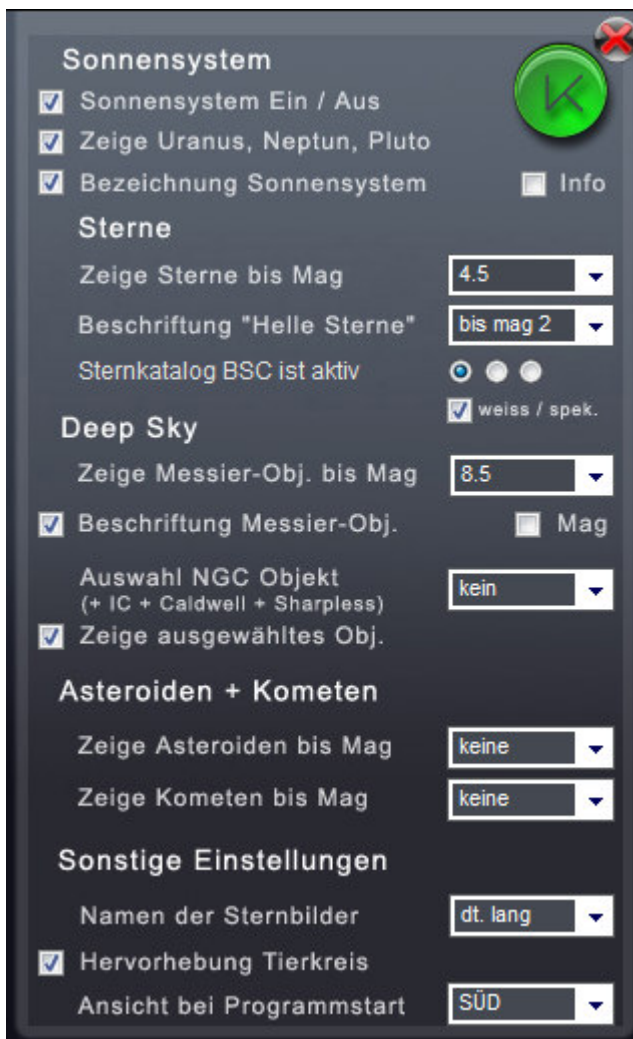 Sonnensystem
Sonnensystem Ein / Aus
Zeige Uranus, Neptun, Pluto
Bezeichnung Sonnensystem Info
Sterne
Zeige Sterne bis Mag 4.5
Beschriftung "Helle Sterne" bis mag 2
Sternkatalog BSC ist aktiv
weiss / spek.
Deep Sky
Zeige Messier-Obj. bis Mag 8.5
Beschriftung Messier-Obj. Mag
Auswahl NGC Objekt kein
(+ IC + Caldwell + Sharpless)
Zeige ausgewähltes Obj.
Asteroiden + Kometen
Zeige Asteroiden bis Mag keine
Zeige Kometen bis Mag keine
Sonstige Einstellungen
Namen der Sternbilder dt. lang
Hervorhebung Tierkreis
Ansicht bei Programmstart SÜD